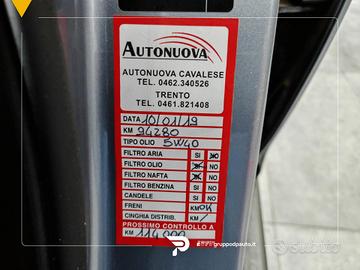 AUTONUOVA
AUTONUOVA CAVALESE
TEL. 0462.340526
TRENTO
TEL. 0461.821408
DATA 10/01/19
KM 94280
TIPO OLIO 5W40
FILTRO ARIA SI NO
FILTRO OLIO SI NO
FILTRO NAFTA SI NO
FILTRO BENZINA SI NO
CANDELE SI NO
FRENI KM OK
CINGHIA DISTRIB. KM /
PROSSIMO CONTROLLO A
KM 114000